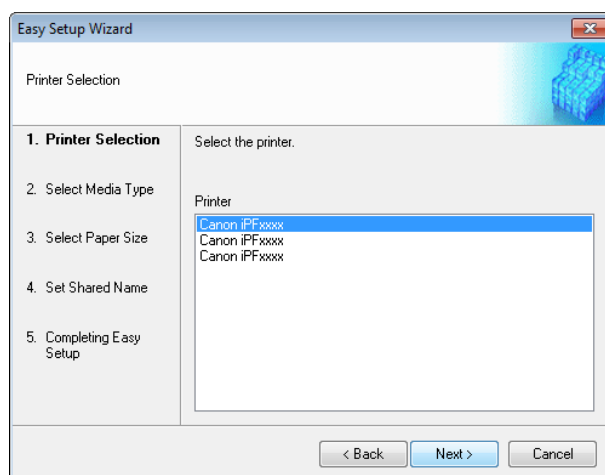 Easy Setup Wizard
Printer Selection
1. Printer Selection
2. Select Media Type
3. Select Paper Size
4. Set Shared Name
5. Completing Easy
Setup
Select the printer.
Printer
Canon iPFxxxx
Canon iPFxxxx
Canon iPFxxxx
< Back
Next >
Cancel